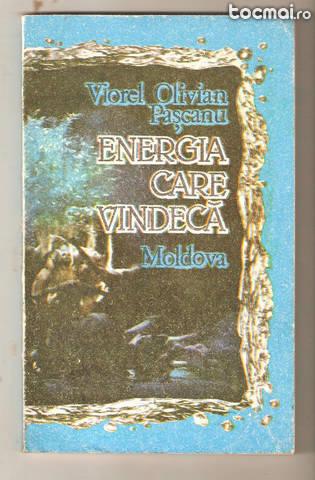 tocmai.ro
Viorel Olivian
Pașcanu
ENERGIA
CARE
VINDECĂ
Moldova